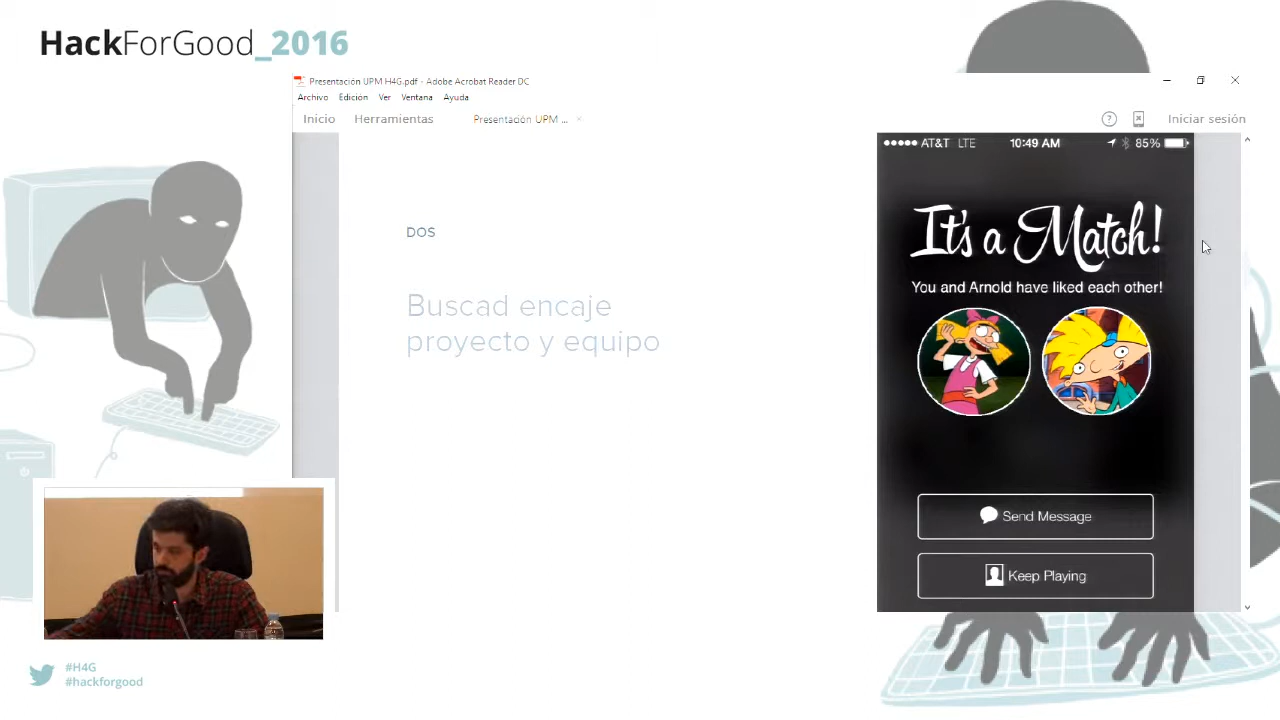 HackForGood_2016
Presentación UPM H4G.pdf - Adobe Acrobat Reader DC
Archivo Edición Ver Ventana Ayuda
Inicio Herramientas Presentación UPM ... × ? Iniciar sesión
AT&T LTE 10:49 AM 85%
It's a Match!
You and Arnold have liked each other!
DOS
Buscad encaje
proyecto y equipo
Send Message
Keep Playing
#H4G
#hackforgood